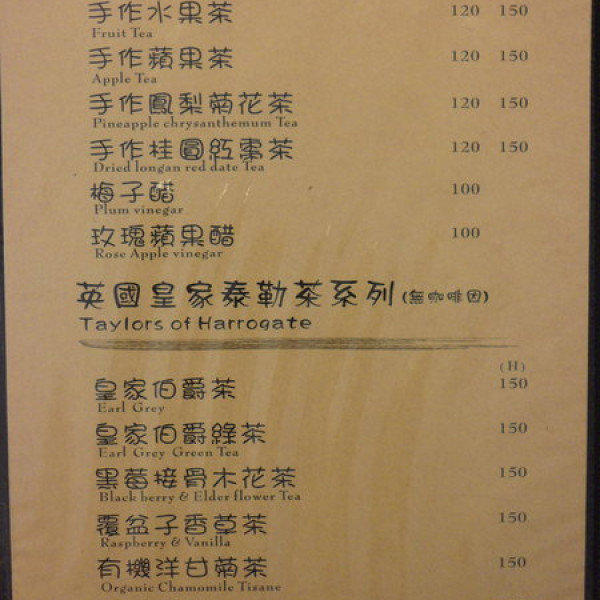 手作水果茶 120 150
Fruit Tea
手作蘋果茶 120 150
Apple Tea
手作鳳梨菊花茶 120 150
Pineapple chrysanthemum Tea
手作桂圓紅棗茶 120 150
Dried longan red date Tea
梅子醋 100
Plum vinegar
玫瑰蘋果醋 100
Rose Apple vinegar
英國皇家泰勒茶系列(無咖啡因)
Taylors of Harrogate
(H)
皇家伯爵茶 150
Earl Grey
皇家伯爵綠茶 150
Earl Grey Green Tea
黑莓接骨木花茶 150
Black berry & Elder flower Tea
覆盆子香草茶 150
Raspberry & Vanilla
有機洋甘菊茶 150
Organic Chamomile Tisane